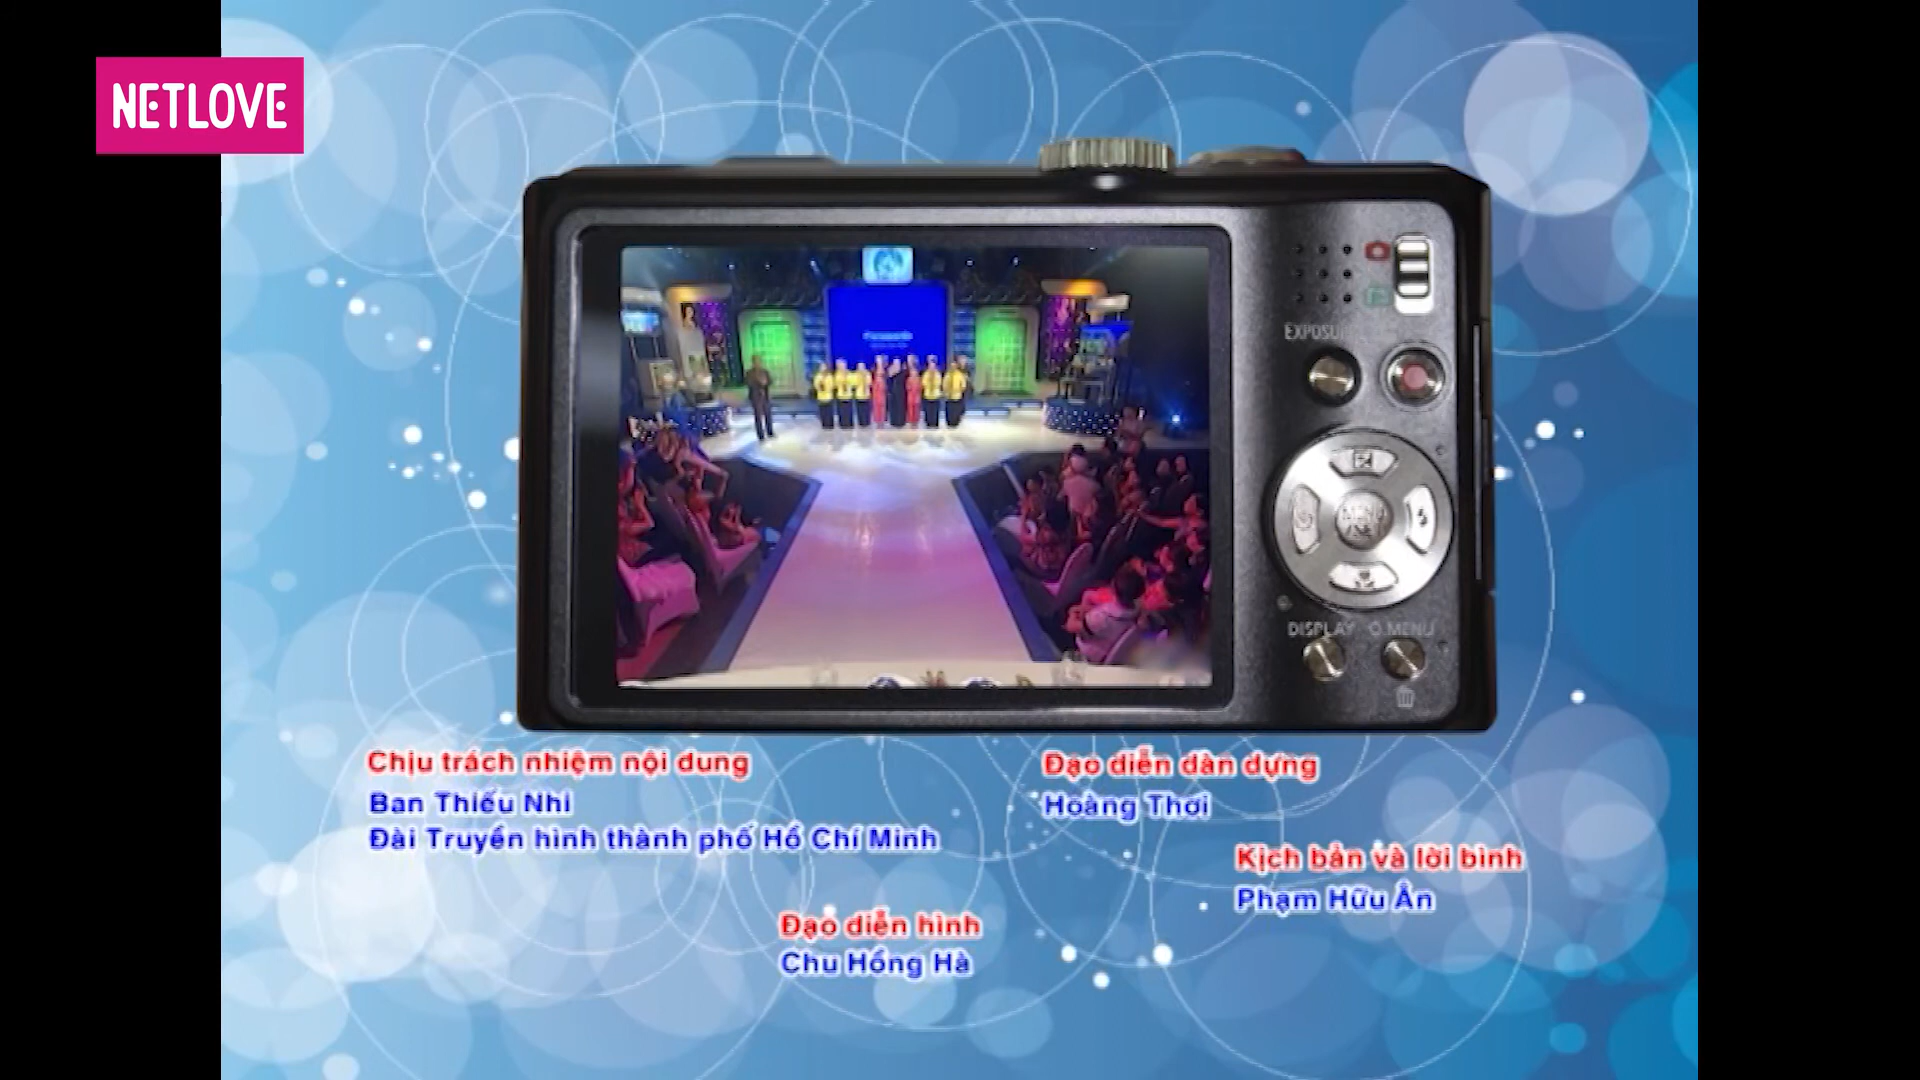 NETLOVE
Panasonic
DISPLAY Q.MENU
MENU
Chịu trách nhiệm nội dung
Ban Thiếu Nhi
Đài Truyền hình thành phố Hồ Chí Minh
Đạo diễn dàn dựng
Hoàng Thơi
Kịch bản và lời bình
Phạm Hữu Ân
Đạo diễn hình
Chu Hồng Hà